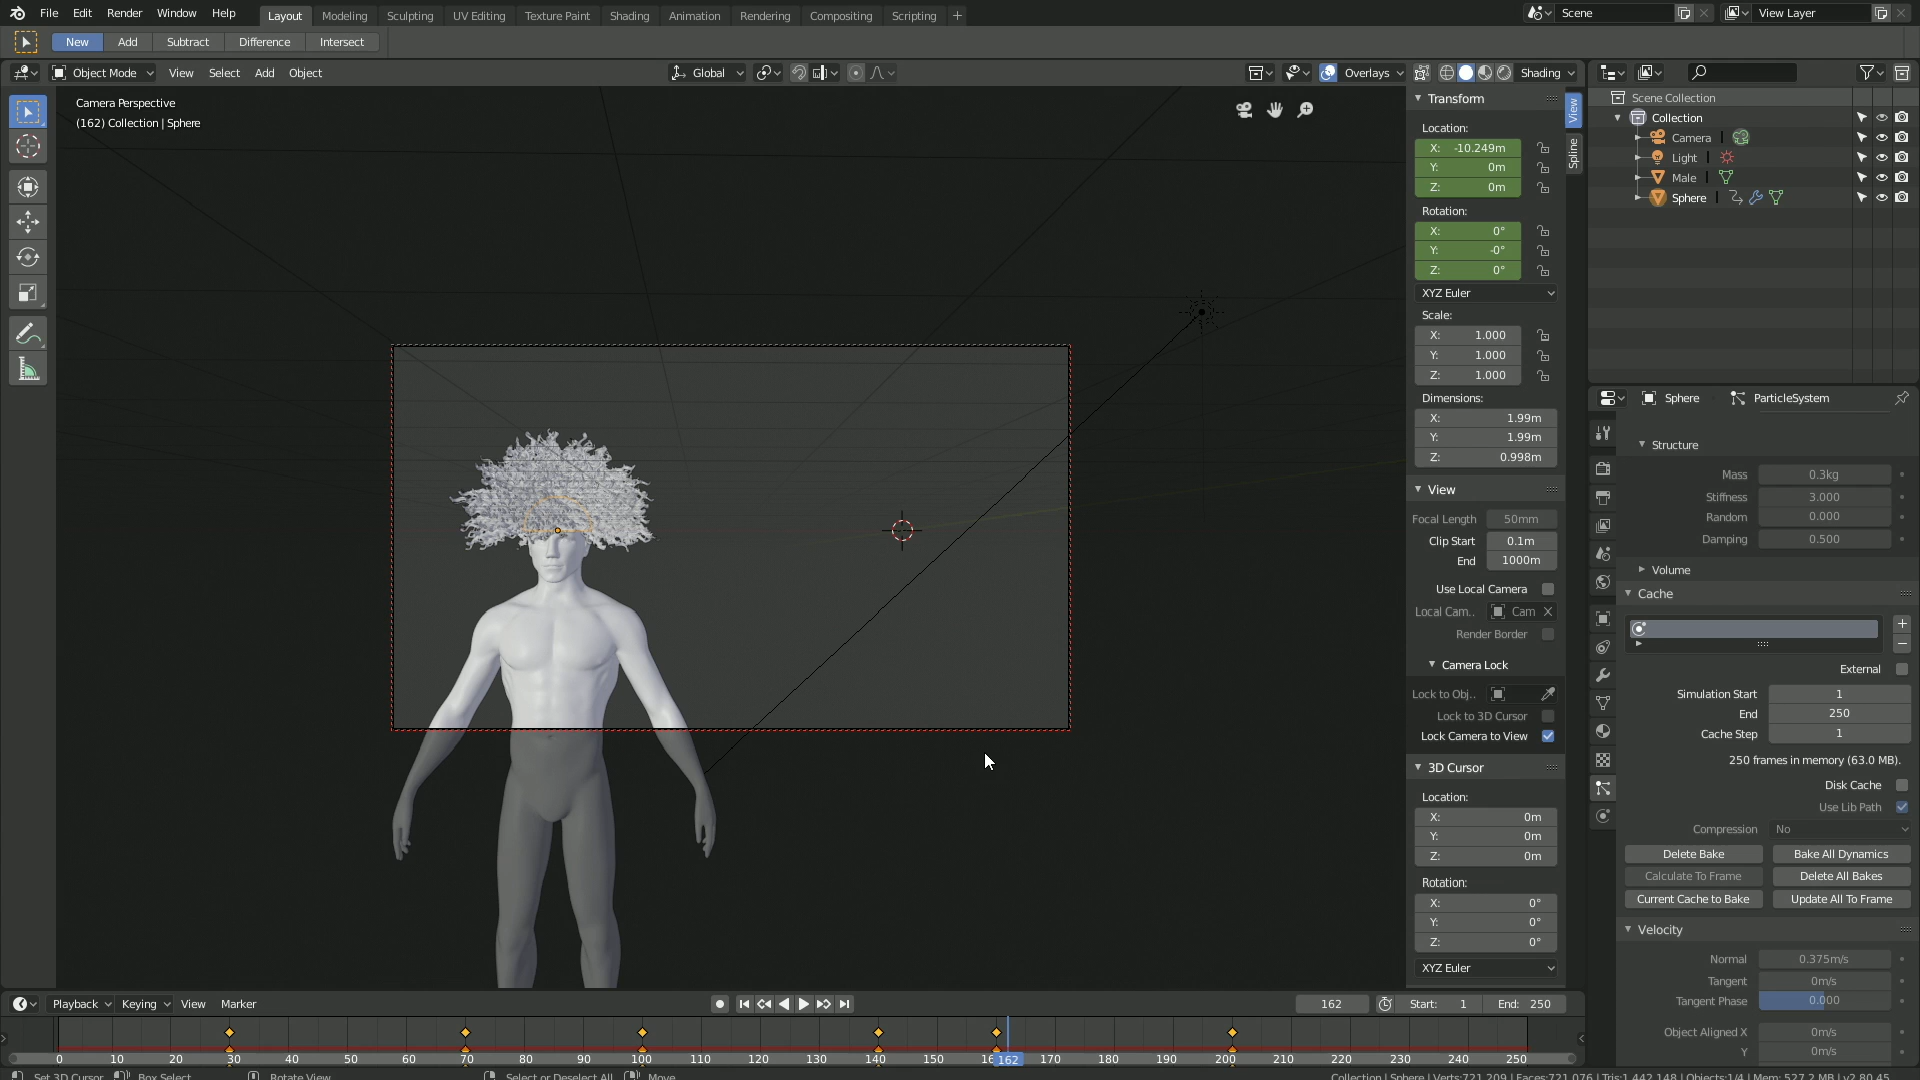 File Edit Render Window Help Layout Modeling Sculpting UV Editing Texture Paint Shading Animation Rendering Compositing Scripting + Scene View Layer
New Add Subtract Difference Intersect
Object Mode View Select Add Object Global Overlays Shading
Camera Perspective
(162) Collection | Sphere
Transform
Location:
X: -10.249m
Y: 0m
Z: 0m
Rotation:
X: 0°
Y: -0°
Z: 0°
XYZ Euler
Scale:
X: 1.000
Y: 1.000
Z: 1.000
Dimensions:
X: 1.99m
Y: 1.99m
Z: 0.998m
View
Focal Length 50mm
Clip Start 0.1m
End 1000m
Use Local Camera
Local Cam.. Cam X
Render Border
Camera Lock
Lock to Obj..
Lock to 3D Cursor
Lock Camera to View
3D Cursor
Location:
X: 0m
Y: 0m
Z: 0m
Rotation:
X: 0°
Y: 0°
Z: 0°
XYZ Euler
View
Spline
Scene Collection
Collection
Camera
Light
Male
Sphere
Sphere ParticleSystem
Structure
Mass 0.3kg
Stiffness 3.000
Random 0.000
Damping 0.500
Volume
Cache
External
Simulation Start 1
End 250
Cache Step 1
250 frames in memory (63.0 MB).
Disk Cache
Use Lib Path
Compression No
Delete Bake Bake All Dynamics
Calculate To Frame Delete All Bakes
Current Cache to Bake Update All To Frame
Velocity
Normal 0.375m/s
Tangent 0m/s
Tangent Phase 0.000
Object Aligned X 0m/s
Y 0m/s
Playback Keying View Marker 162 Start: 1 End: 250
0 10 20 30 40 50 60 70 80 90 100 110 120 130 140 150 16 162 170 180 190 200 210 220 230 240 250
Set 3D Cursor Box Select Rotate View Select or Deselect All Move Collection | Sphere | Verts:721,209 | Faces:721,076 | Tris:1,442,148 | Objects:1/4 | Mem: 527.2 MB | v2.80.45